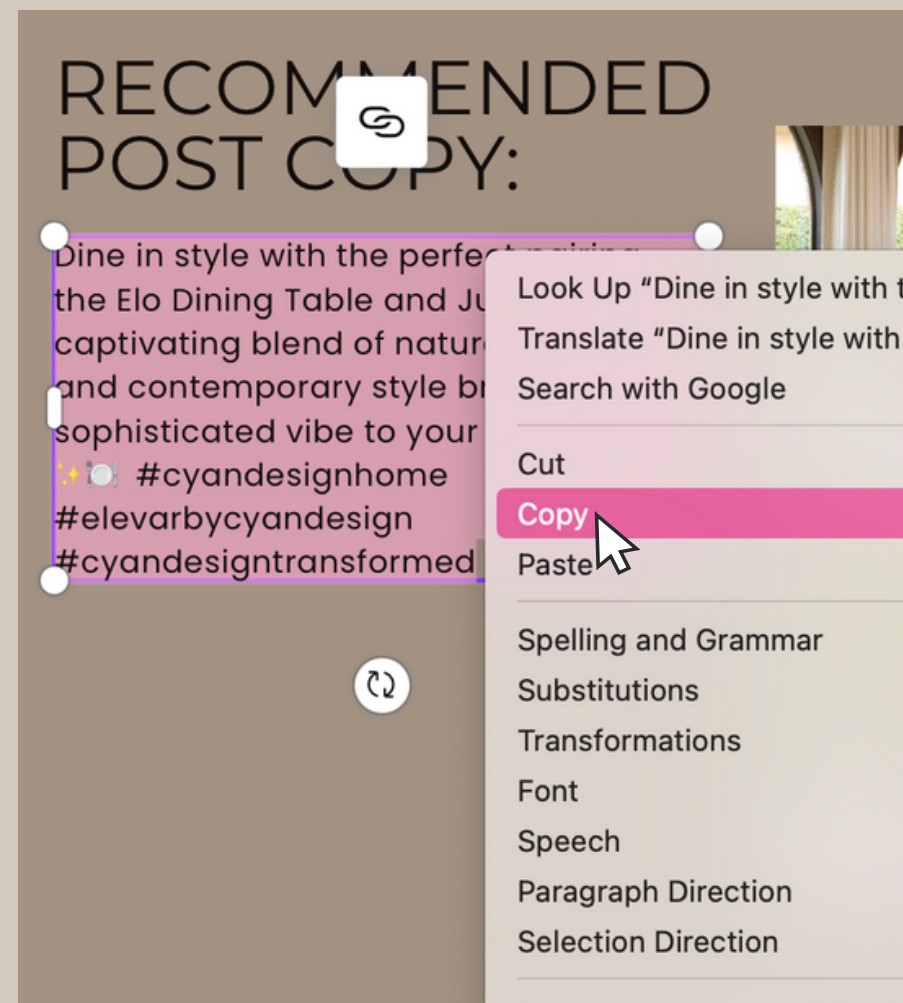 RECOMMENDED
POST COPY:
Dine in style with the perfect pairing
the Elo Dining Table and
captivating blend of
and contemporary style
sophisticated vibe to your
✨🍽️ #cyandesignhome
#elevarbycyandesign
#cyandesigntransformed
Look Up “Dine in style with
Translate “Dine in style with
Search with Google
Cut
Copy
Paste
Spelling and Grammar
Substitutions
Transformations
Font
Speech
Paragraph Direction
Selection Direction